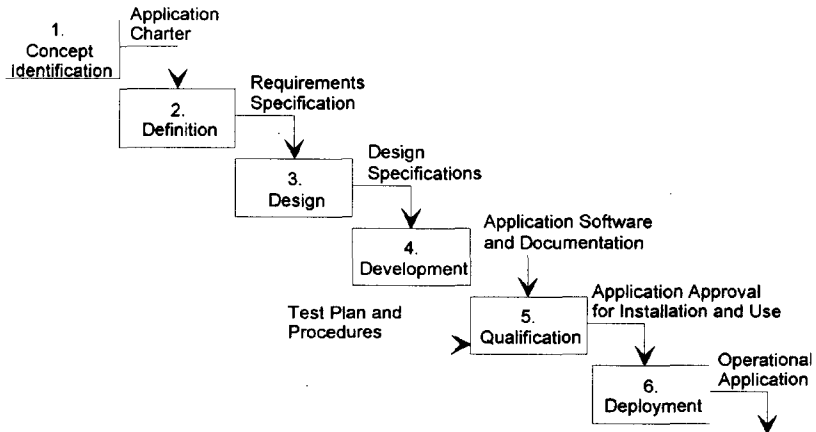 1.
Concept
Identification
Application
Charter
2.
Definition
Requirements
Specification
3.
Design
Design
Specifications
4.
Development
Application Software
and Documentation
Test Plan and
Procedures
5.
Qualification
Application Approval
for Installation and Use
6.
Deployment
Operational
Application